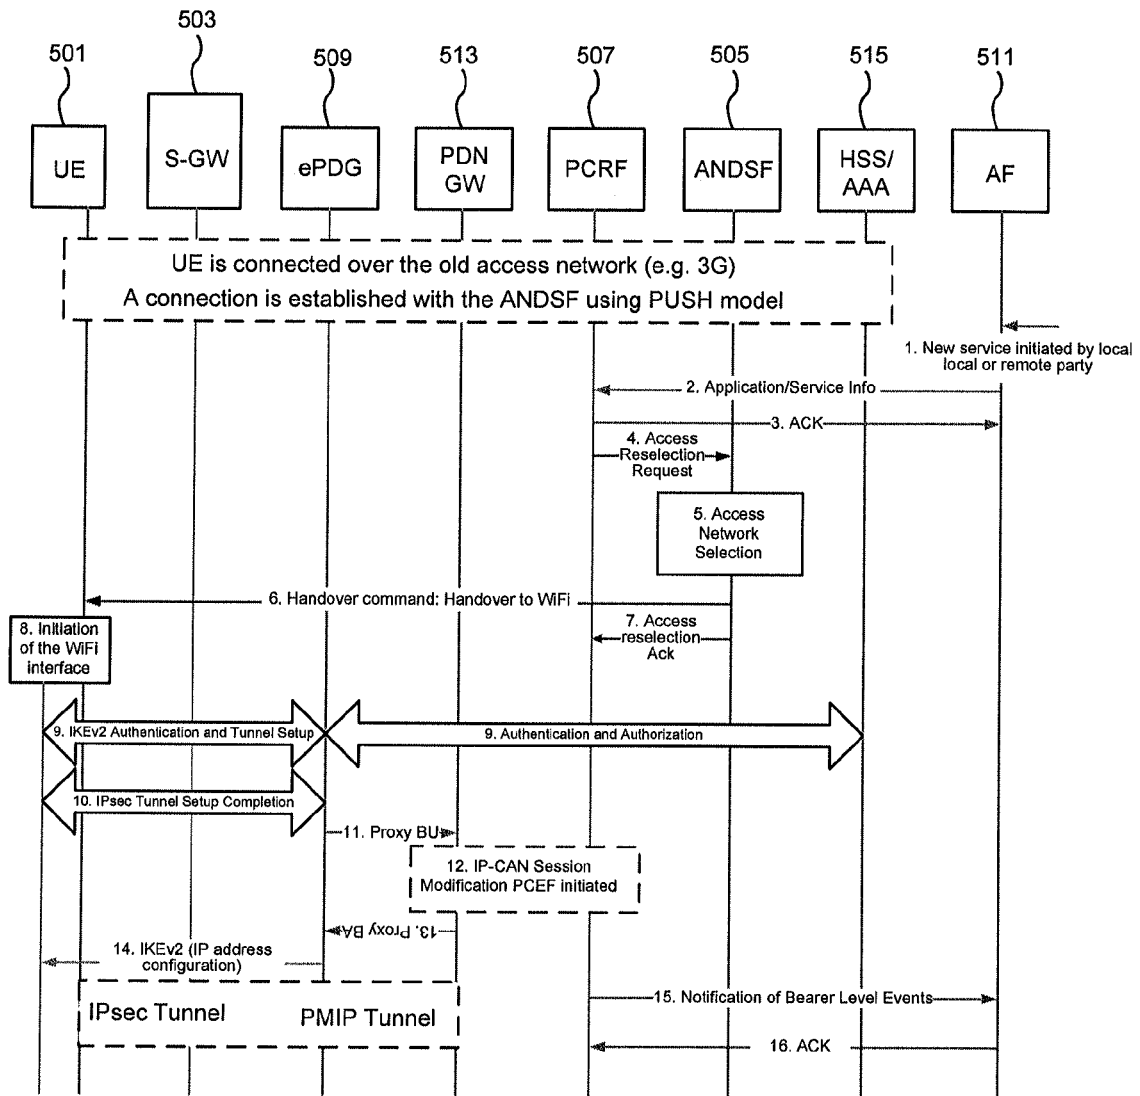 503
501
509
513
507
505
515
511
UE
S-GW
ePDG
PDN
GW
PCRF
ANDSF
HSS/
AAA
AF
UE is connected over the old access network (e.g. 3G)
A connection is established with the ANDSF using PUSH model
1. New service initiated by local
local or remote party
2. Application/Service Info
3. ACK
4. Access
Reselection
Request
5. Access
Network
Selection
6. Handover command: Handover to WiFi
7. Access
reselection
Ack
8. Initiation
of the WiFi
interface
9. IKEv2 Authentication and Tunnel Setup
9. Authentication and Authorization
10. IPsec Tunnel Setup Completion
11. Proxy BU
12. IP-CAN Session
Modification PCEF initiated
13. Proxy BA
14. IKEv2 (IP address
configuration)
15. Notification of Bearer Level Events
IPsec Tunnel
PMIP Tunnel
16. ACK